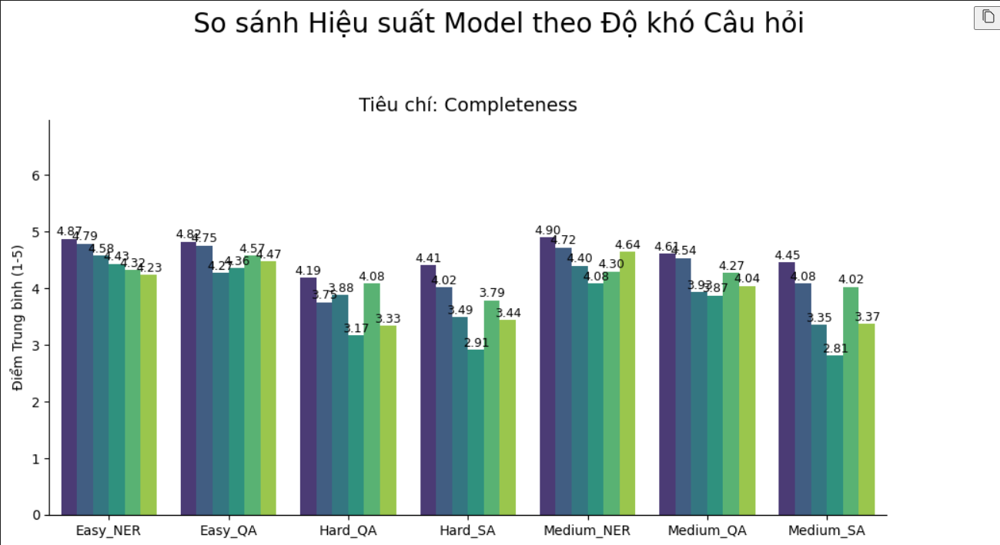 So sánh Hiệu suất Model theo Độ khó Câu hỏi
Tiêu chí: Completeness
Điểm Trung bình (1-5)
6
5
4
3
2
1
0
4.87 4.79 4.58 4.43 4.32 4.23
4.82 4.75 4.27 4.36 4.57 4.47
4.19 3.75 3.88 3.17 4.08 3.33
4.41 4.02 3.49 2.91 3.79 3.44
4.90 4.72 4.40 4.08 4.30 4.64
4.61 4.54 3.93 3.87 4.27 4.04
4.45 4.08 3.35 2.81 4.02 3.37
Easy_NER Easy_QA Hard_QA Hard_SA Medium_NER Medium_QA Medium_SA